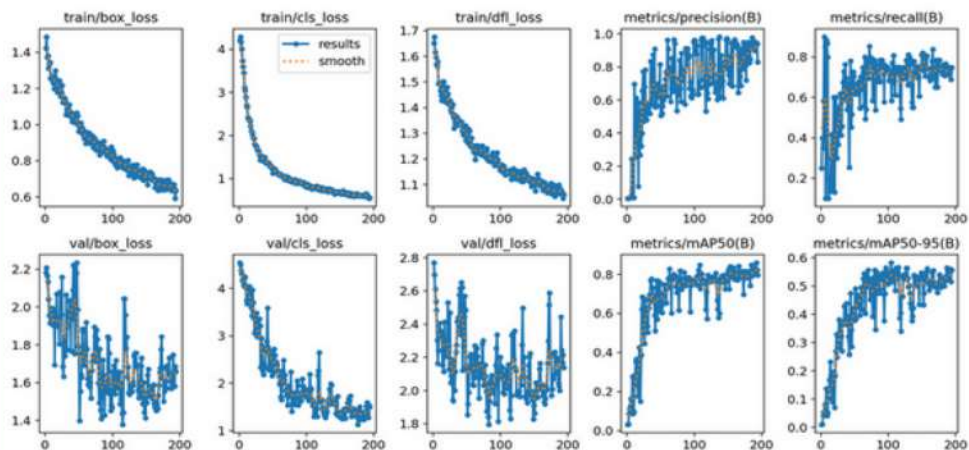 train/box_loss
train/cls_loss
train/dfl_loss
metrics/precision(B)
metrics/recall(B)
results
smooth
1.4
1.2
1.0
0.8
0.6
0 100 200
4
3
2
1
0 100 200
1.7
1.6
1.5
1.4
1.3
1.2
1.1
0 100 200
1.0
0.8
0.6
0.4
0.2
0.0
0 100 200
0.8
0.6
0.4
0.2
0 100 200
val/box_loss
val/cls_loss
val/dfl_loss
metrics/mAP50(B)
metrics/mAP50-95(B)
2.2
2.0
1.8
1.6
1.4
0 100 200
4
3
2
1
0 100 200
2.8
2.6
2.4
2.2
2.0
1.8
0 100 200
0.8
0.6
0.4
0.2
0.0
0 100 200
0.6
0.5
0.4
0.3
0.2
0.1
0.0
0 100 200